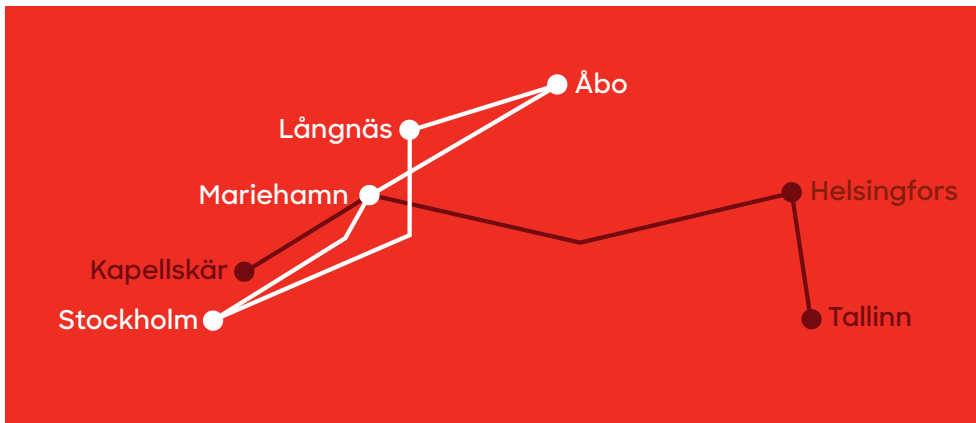 Åbo
Långnäs
Mariehamn
Helsingfors
Kapellskär
Stockholm
Tallinn